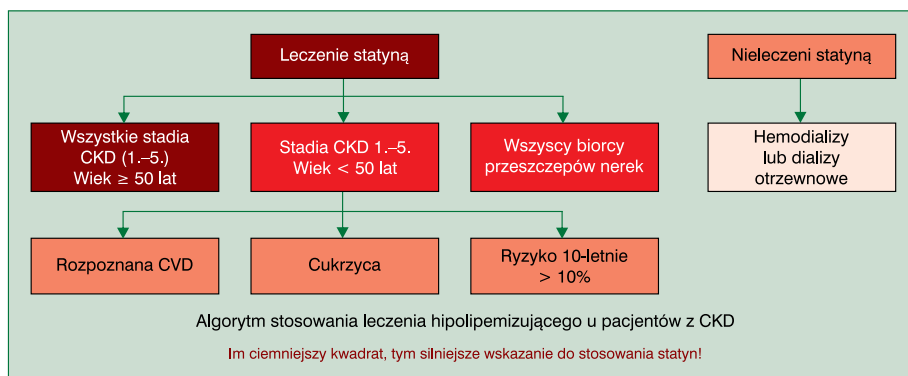 Leczenie statyną
Nieleczeni statyną
Wszystkie stadia
CKD (1.–5.)
Wiek ≥ 50 lat
Stadia CKD 1.–5.
Wiek < 50 lat
Wszyscy biorcy
przeszczepów nerek
Hemodializy
lub dializy
otrzewnowe
Rozpoznana CVD
Cukrzyca
Ryzyko 10-letnie
> 10%
Algorytm stosowania leczenia hipolipemizującego u pacjentów z CKD
Im ciemniejszy kwadrat, tym silniejsze wskazanie do stosowania statyn!